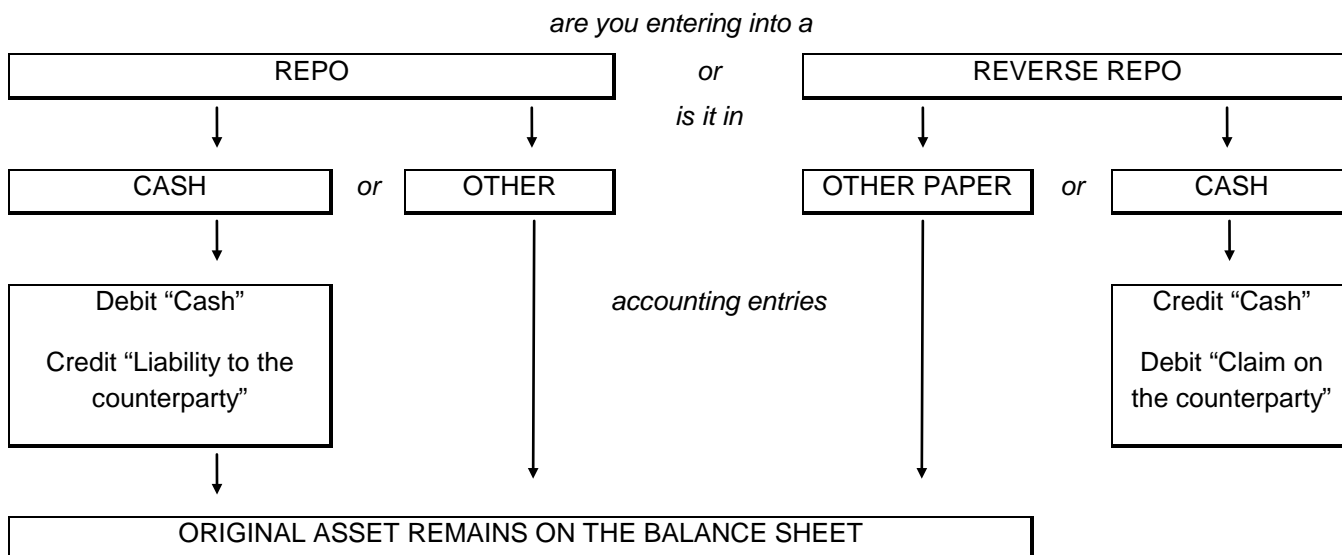 are you entering into a
REPO or REVERSE REPO
is it in
CASH or OTHER OTHER PAPER or CASH
Debit “Cash” accounting entries Credit “Cash”
Credit “Liability to the Debit “Claim on
counterparty” the counterparty”
ORIGINAL ASSET REMAINS ON THE BALANCE SHEET